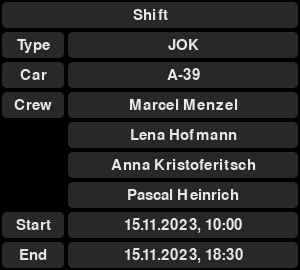 Shift
Type JOK
Car A-39
Crew Marcel Menzel
Lena Hofmann
Anna Kristoferitsch
Pascal Heinrich
Start 15.11.2023, 10:00
End 15.11.2023, 18:30